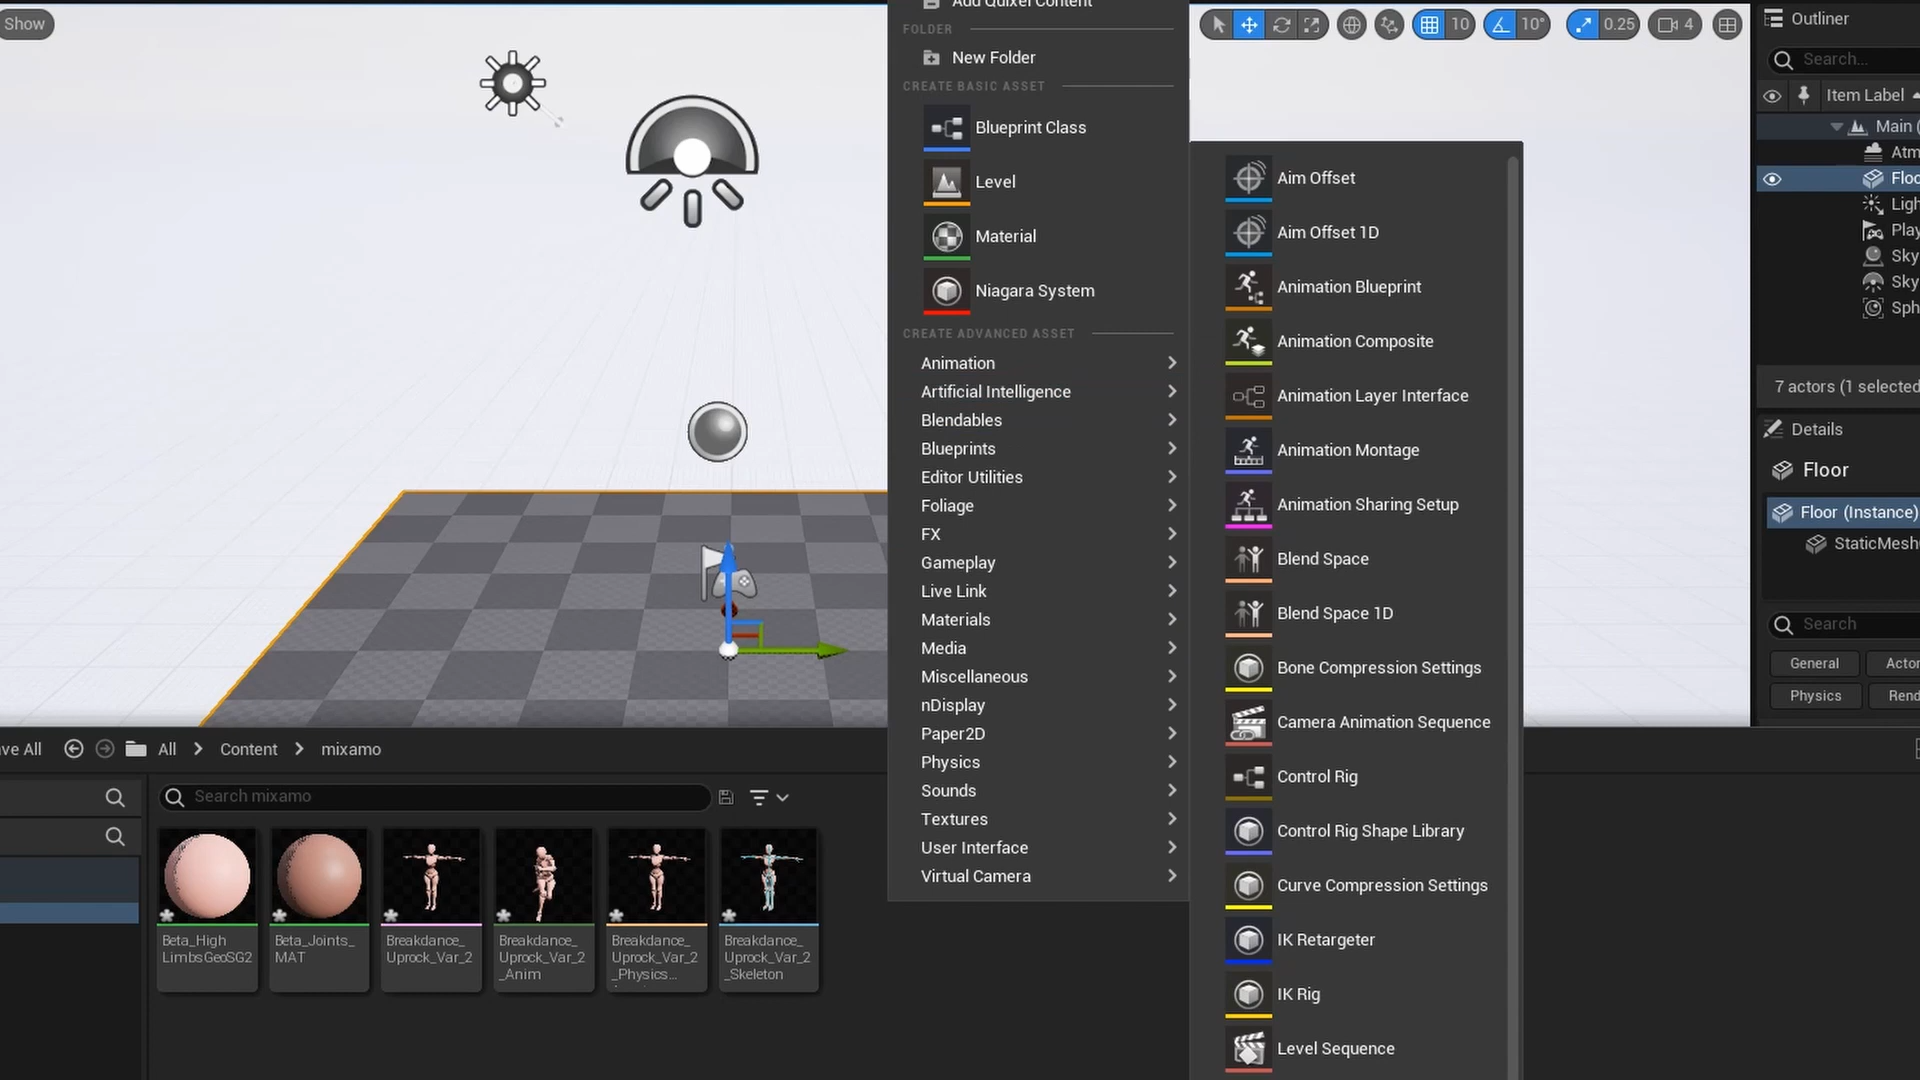 Show
Add Quixel Content
FOLDER
New Folder
CREATE BASIC ASSET
Blueprint Class
Level
Material
Niagara System
CREATE ADVANCED ASSET
Animation
Artificial Intelligence
Blendables
Blueprints
Editor Utilities
Foliage
FX
Gameplay
Live Link
Materials
Media
Miscellaneous
nDisplay
Paper2D
Physics
Sounds
Textures
User Interface
Virtual Camera
Aim Offset
Aim Offset 1D
Animation Blueprint
Animation Composite
Animation Layer Interface
Animation Montage
Animation Sharing Setup
Blend Space
Blend Space 1D
Bone Compression Settings
Camera Animation Sequence
Control Rig
Control Rig Shape Library
Curve Compression Settings
IK Retargeter
IK Rig
Level Sequence
10
10°
0.25
4
Outliner
Search...
Item Label
Main (
Atm
Floo
Ligh
Play
Sky
Sky
Sph
7 actors (1 selected
Details
Floor
Floor (Instance)
StaticMesh
Search
General
Actor
Physics
Rend
ve All
All
Content
mixamo
Search mixamo
Beta_High
LimbsGeoSG2
Beta_Joints_
MAT
Breakdance_
Uprock_Var_2
Breakdance_
Uprock_Var_2
_Anim
Breakdance_
Uprock_Var_2
_Physics...
Breakdance_
Uprock_Var_2
_Skeleton